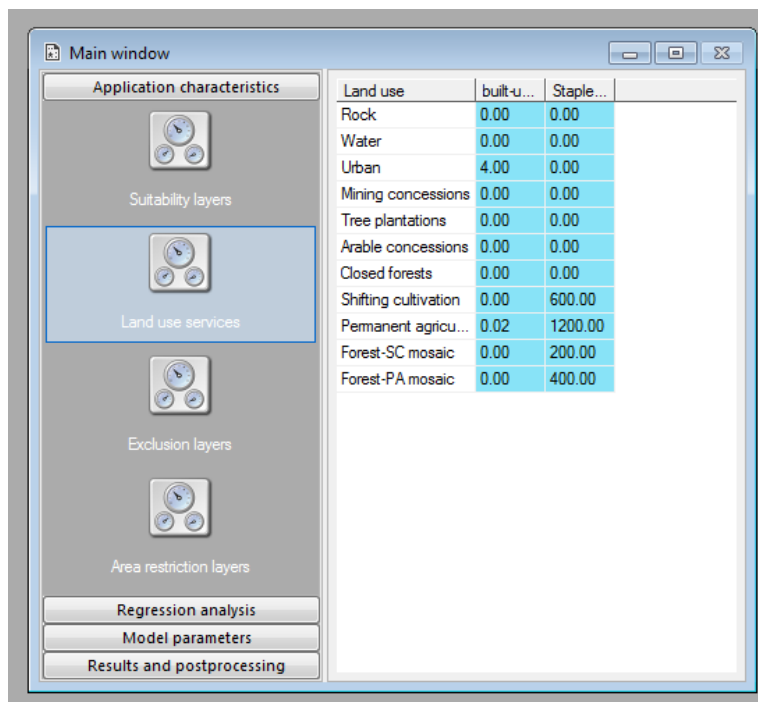 Main window
Application characteristics
Suitability layers
Land use services
Exclusion layers
Area restriction layers
Regression analysis
Model parameters
Results and postprocessing
Land use built-u... Staple...
Rock 0.00 0.00
Water 0.00 0.00
Urban 4.00 0.00
Mining concessions 0.00 0.00
Tree plantations 0.00 0.00
Arable concessions 0.00 0.00
Closed forests 0.00 0.00
Shifting cultivation 0.00 600.00
Permanent agricu... 0.02 1200.00
Forest-SC mosaic 0.00 200.00
Forest-PA mosaic 0.00 400.00